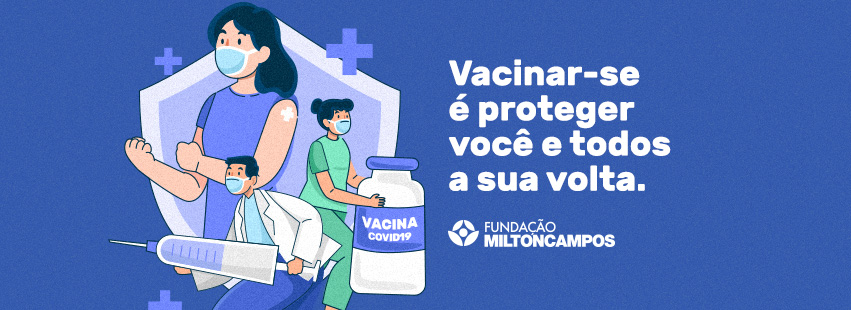 Vacinar-se
é proteger
você e todos
a sua volta.
FUNDAÇÃO
MILTONCAMPOS
VACINA
COVID19